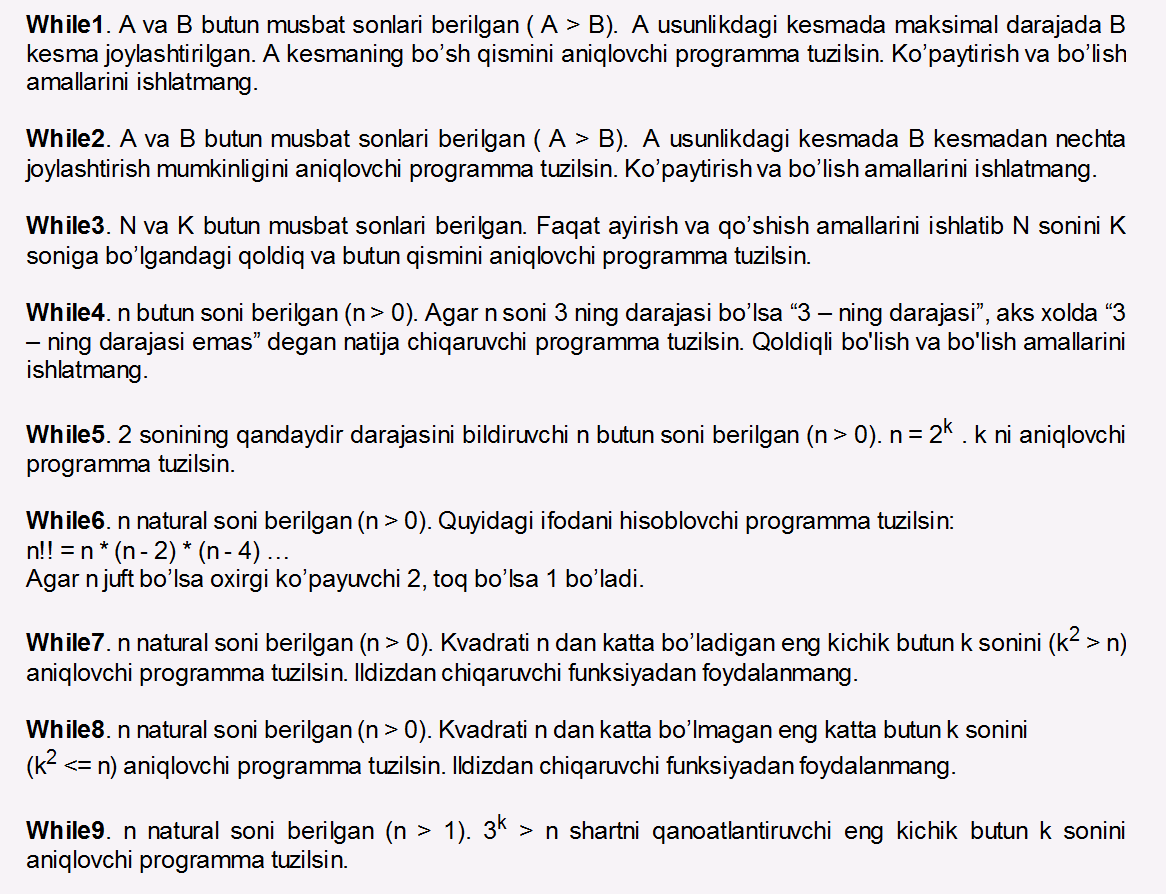 While1. A va B butun musbat sonlari berilgan ( A > B). A usunlikdagi kesmada maksimal darajada B
kesma joylashtirilgan. A kesmaning bo’sh qismini aniqlovchi programma tuzilsin. Ko’paytirish va bo’lish
amallarini ishlatmang.
While2. A va B butun musbat sonlari berilgan ( A > B). A usunlikdagi kesmada B kesmadan nechta
joylashtirish mumkinligini aniqlovchi programma tuzilsin. Ko’paytirish va bo’lish amallarini ishlatmang.
While3. N va K butun musbat sonlari berilgan. Faqat ayirish va qo’shish amallarini ishlatib N sonini K
soniga bo’lgandagi qoldiq va butun qismini aniqlovchi programma tuzilsin.
While4. n butun soni berilgan (n > 0). Agar n soni 3 ning darajasi bo’lsa “3 – ning darajasi”, aks xolda “3
– ning darajasi emas” degan natija chiqaruvchi programma tuzilsin. Qoldiqli bo'lish va bo'lish amallarini
ishlatmang.
While5. 2 sonining qandaydir darajasini bildiruvchi n butun soni berilgan (n > 0). n = 2^k . k ni aniqlovchi
programma tuzilsin.
While6. n natural soni berilgan (n > 0). Quyidagi ifodani hisoblovchi programma tuzilsin:
n!! = n * (n - 2) * (n - 4) …
Agar n juft bo’lsa oxirgi ko’payuvchi 2, toq bo’lsa 1 bo’ladi.
While7. n natural soni berilgan (n > 0). Kvadrati n dan katta bo’ladigan eng kichik butun k sonini (k² > n)
aniqlovchi programma tuzilsin. Ildizdan chiqaruvchi funksiyadan foydalanmang.
While8. n natural soni berilgan (n > 0). Kvadrati n dan katta bo’lmagan eng katta butun k sonini
(k² <= n) aniqlovchi programma tuzilsin. Ildizdan chiqaruvchi funksiyadan foydalanmang.
While9. n natural soni berilgan (n > 1). 3^k > n shartni qanoatlantiruvchi eng kichik butun k sonini
aniqlovchi programma tuzilsin.